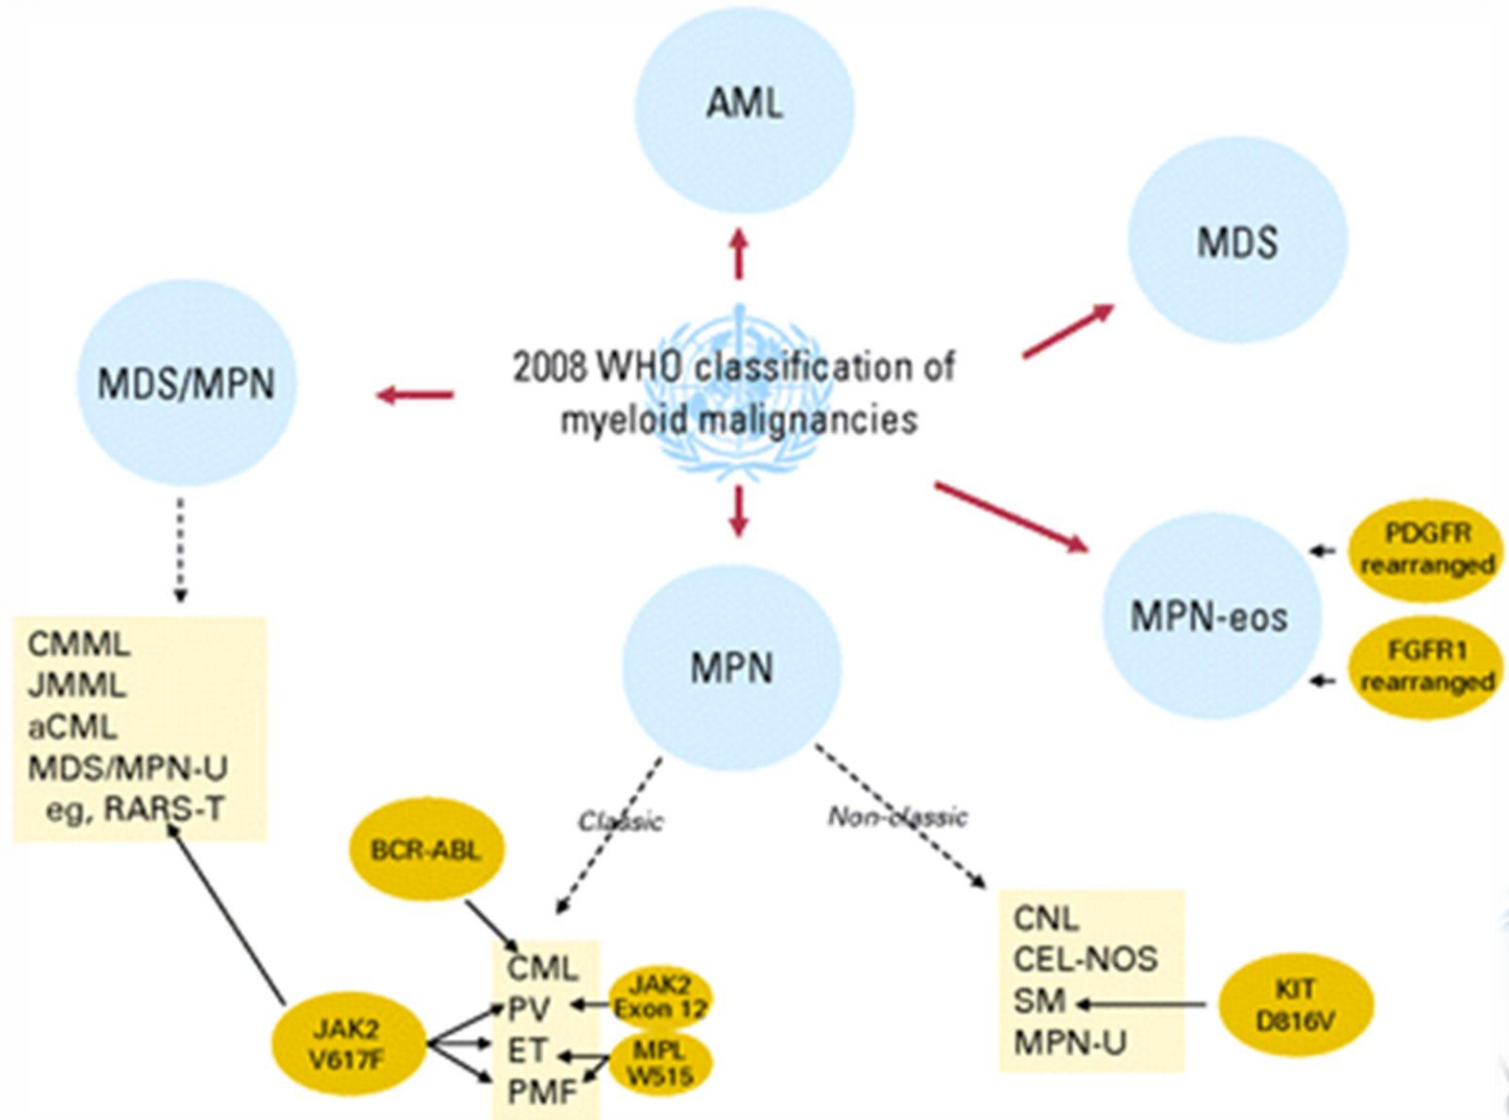 AML
MDS
MDS/MPN
2008 WHO classification of
myeloid malignancies
PDGFR
rearranged
MPN-eos
FGFR1
rearranged
MPN
CMML
JMML
aCML
MDS/MPN-U
eg, RARS-T
Classic
Non-classic
BCR-ABL
CML
PV
ET
PMF
JAK2
Exon 12
MPL
W515
JAK2
V617F
CNL
CEL-NOS
SM
MPN-U
KIT
D816V